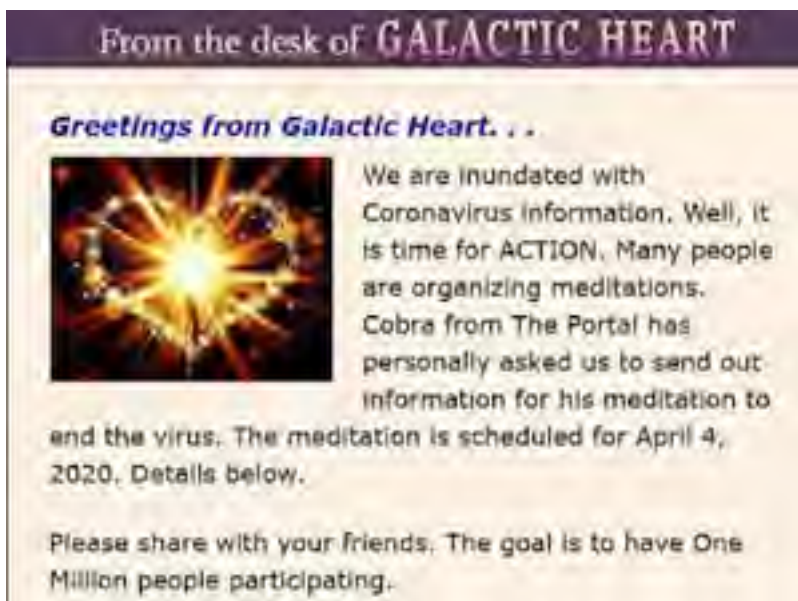 From the desk of GALACTIC HEART
Greetings from Galactic Heart. . .
We are inundated with
Coronavirus information. Well, it
is time for ACTION. Many people
are organizing meditations.
Cobra from The Portal has
personally asked us to send out
information for his meditation to
end the virus. The meditation is scheduled for April 4,
2020. Details below.
Please share with your friends. The goal is to have One
Million people participating.